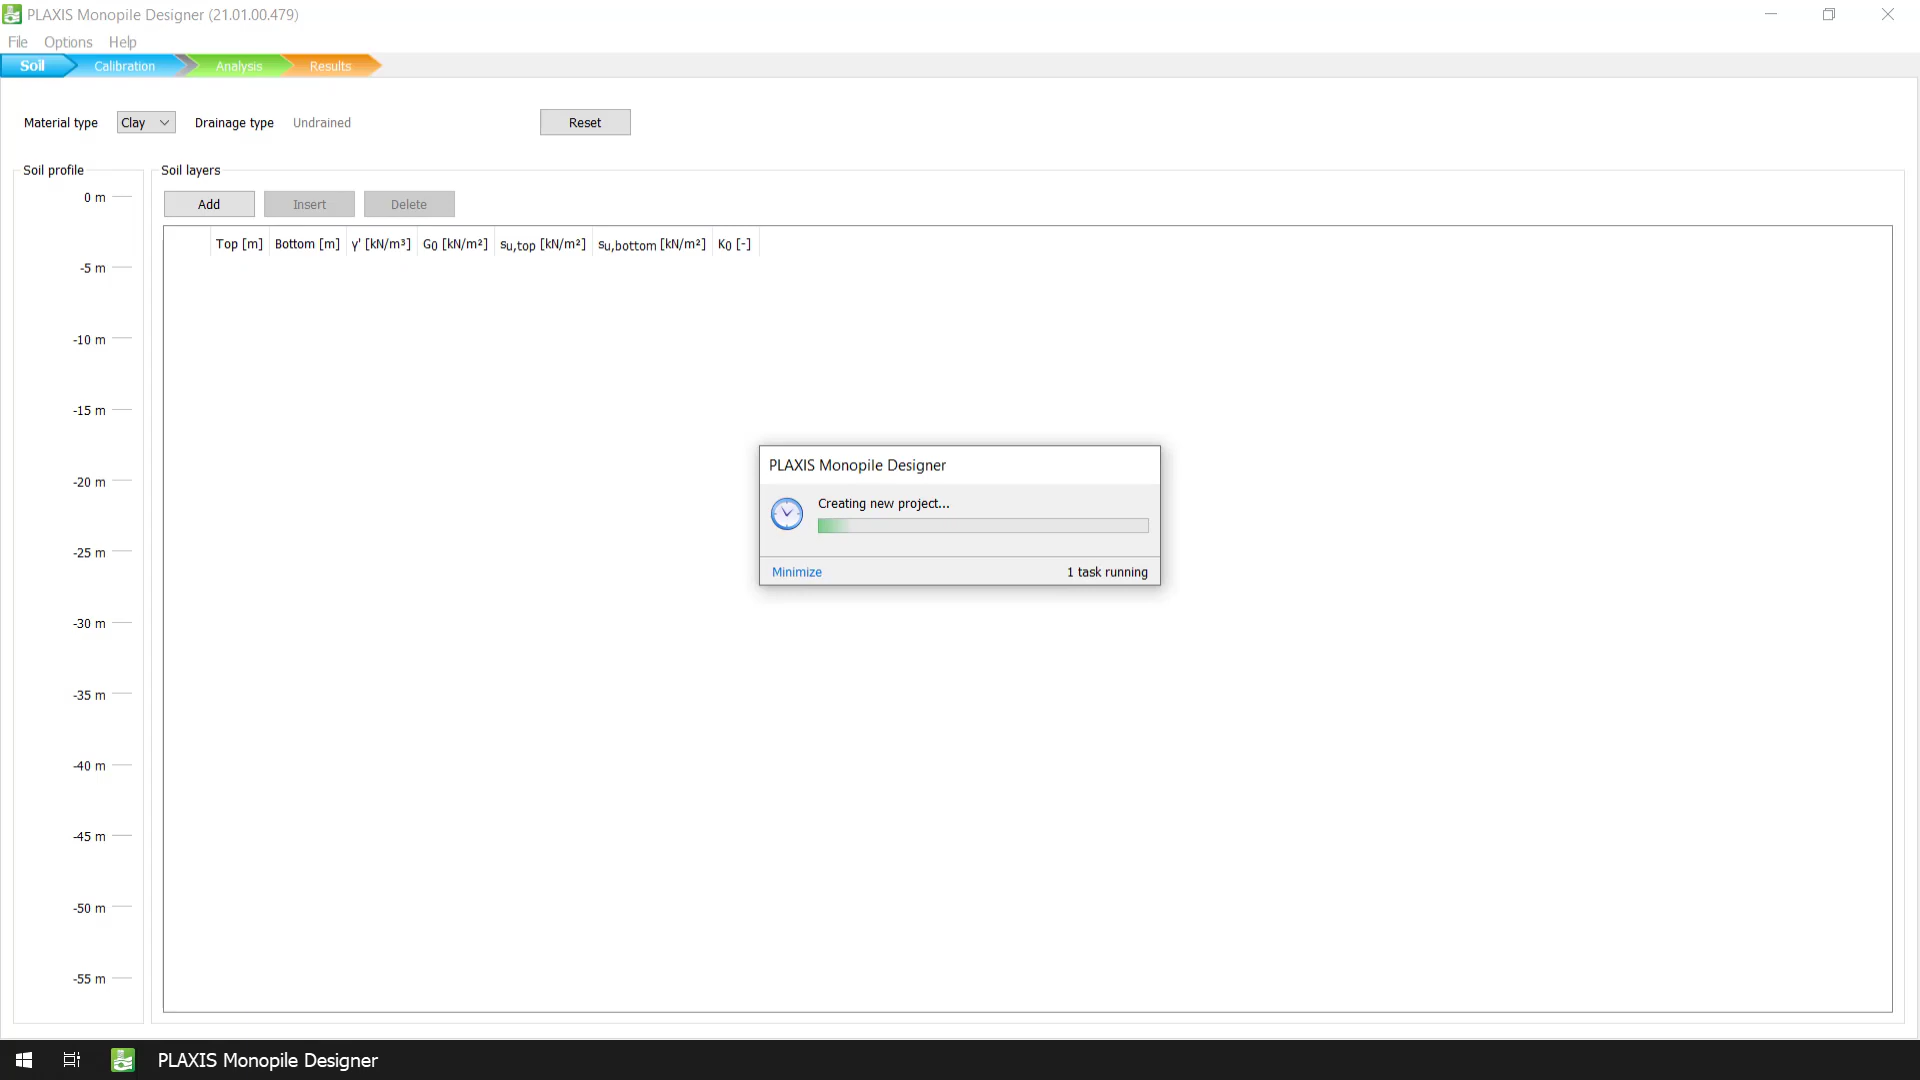 PLAXIS Monopile Designer (21.01.00.479)
File Options Help
Soil Calibration Analysis Results
Material type Clay Drainage type Undrained Reset
Soil profile
Soil layers
Add Insert Delete
Top [m] Bottom [m] γ' [kN/m³] G₀ [kN/m²] su,top [kN/m²] su,bottom [kN/m²] K₀ [-]
0 m
-5 m
-10 m
-15 m
-20 m
-25 m
-30 m
-35 m
-40 m
-45 m
-50 m
-55 m
PLAXIS Monopile Designer
Creating new project...
Minimize 1 task running
PLAXIS Monopile Designer